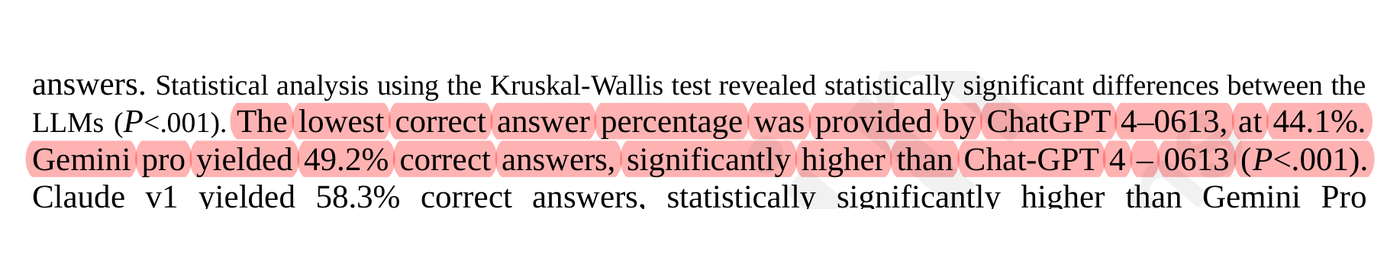 answers. Statistical analysis using the Kruskal-Wallis test revealed statistically significant differences between the
LLMs (P<.001). The lowest correct answer percentage was provided by ChatGPT 4–0613, at 44.1%.
Gemini pro yielded 49.2% correct answers, significantly higher than Chat-GPT 4 – 0613 (P<.001).
Claude v1 yielded 58.3% correct answers, statistically significantly higher than Gemini Pro